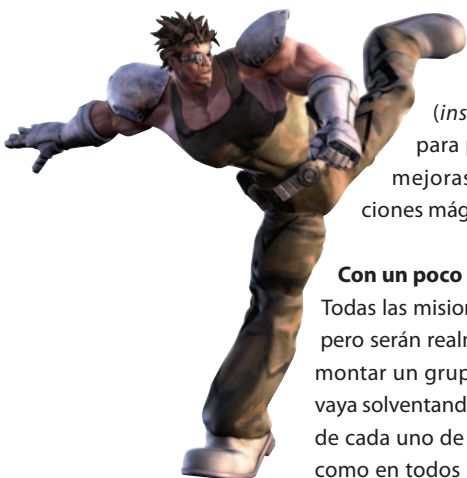 (ins
para p
mejoras
ciones mág
Con un poco
Todas las mision
pero serán realr
montar un grup
vaya solventand
de cada uno de
como en todos